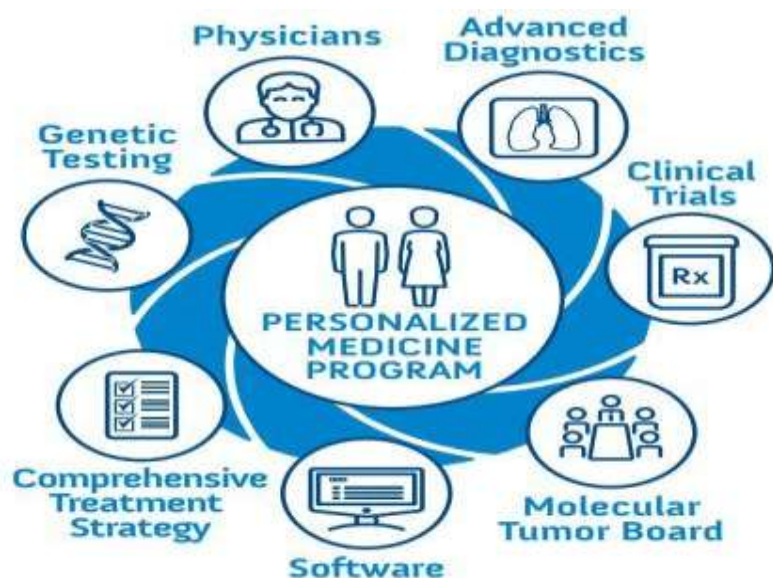 Physicians
Advanced
Diagnostics
Genetic
Testing
Clinical
Trials
Rx
PERSONALIZED
MEDICINE
PROGRAM
Comprehensive
Treatment
Strategy
Software
Molecular
Tumor Board